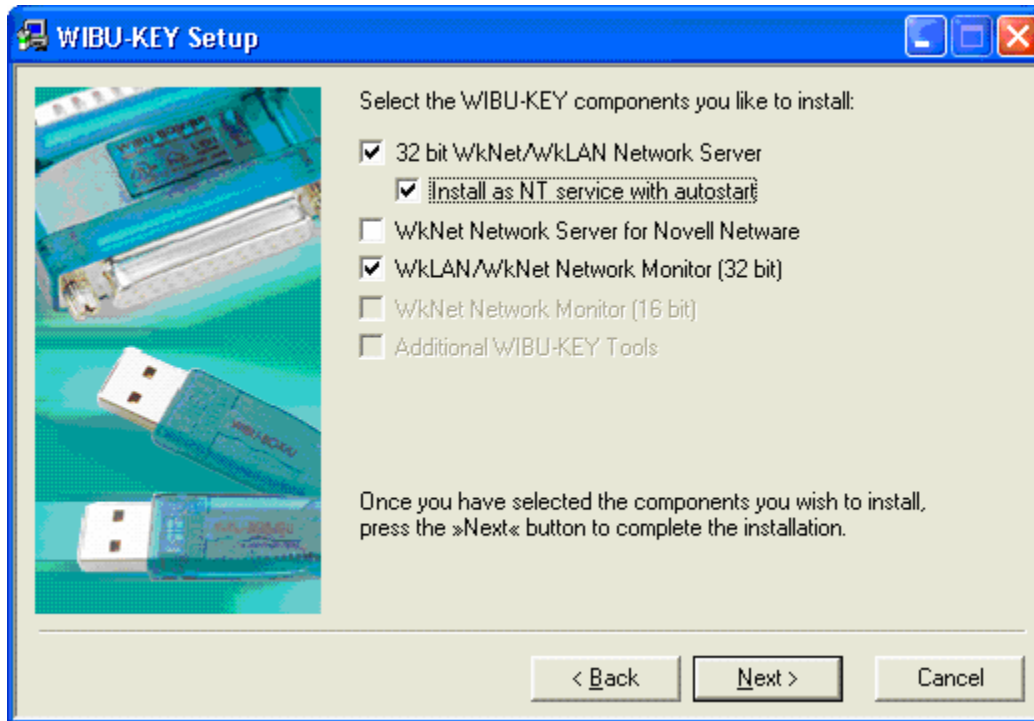 WIBU-KEY Setup
Select the WIBU-KEY components you like to install:
32 bit WkNet/WkLAN Network Server
Install as NT service with autostart
WkNet Network Server for Novell Netware
WkLAN/WkNet Network Monitor (32 bit)
WkNet Network Monitor (16 bit)
Additional WIBU-KEY Tools
Once you have selected the components you wish to install,
press the »Next« button to complete the installation.
< Back
Next >
Cancel